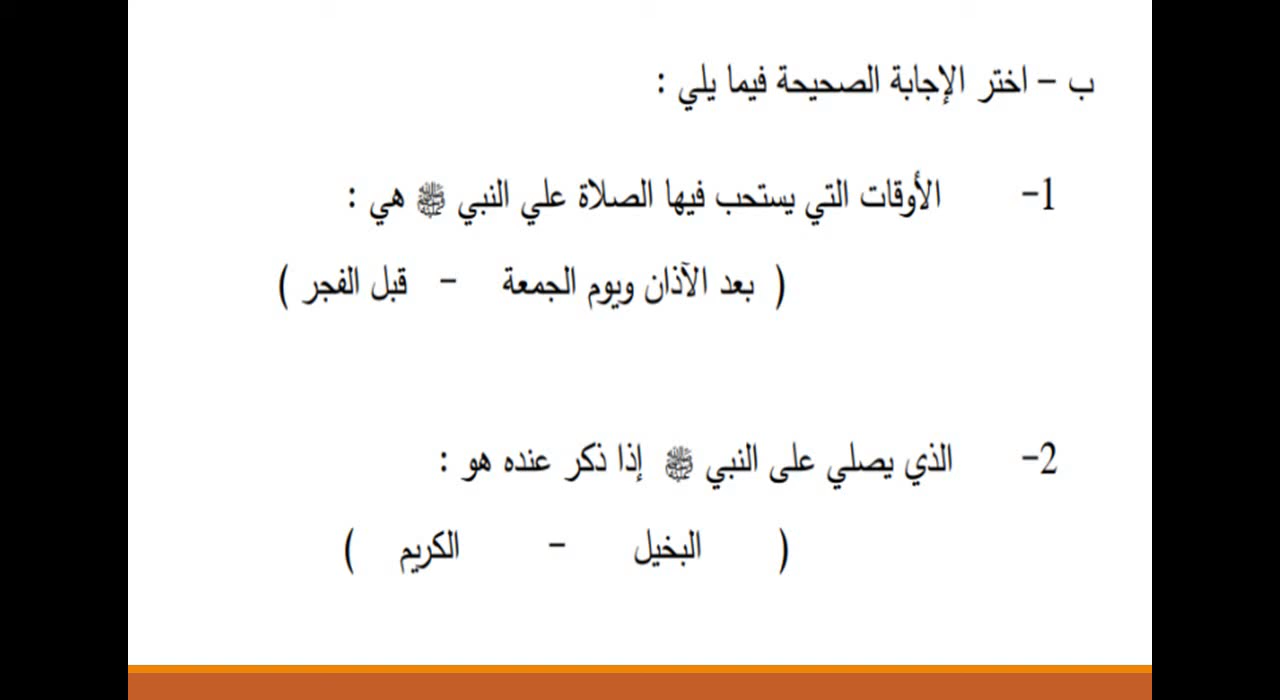 ب – اختر الإجابة الصحيحة فيما يلي :
1- الأوقات التي يستحب فيها الصلاة علي النبي ﷺ هي :
( بعد الآذان ويوم الجمعة – قبل الفجر )
2- الذي يصلي على النبي ﷺ إذا ذكر عنده هو :
( البخيل – الكريم )